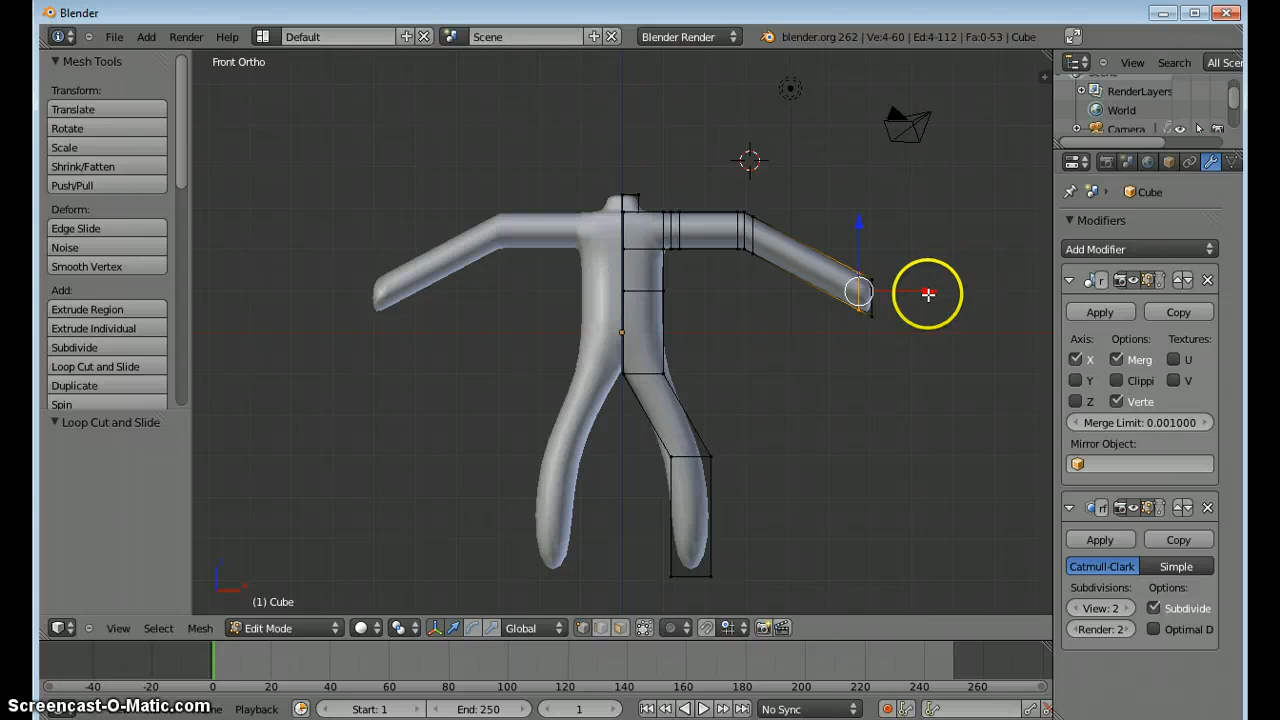 Blender
File Add Render Help Default Scene Blender Render blender.org 262 | Ve:4-60 | Ed:4-112 | Fa:0-53 | Cube
Mesh Tools
Transform:
Translate
Rotate
Scale
Shrink/Fatten
Push/Pull
Deform:
Edge Slide
Noise
Smooth Vertex
Add:
Extrude Region
Extrude Individual
Subdivide
Loop Cut and Slide
Duplicate
Spin
Loop Cut and Slide
Front Ortho
(1) Cube
View Search All Scer
RenderLayers
World
Camera
Cube
Modifiers
Add Modifier
Apply Copy
Axis: Options: Textures:
X Merg U
Y Clippi V
Z Verte
Merge Limit: 0.001000
Mirror Object:
Apply Copy
Catmull-Clark Simple
Subdivisions: Options:
View: 2 Subdivide
Render: 2 Optimal D
View Select Mesh Edit Mode Global
-40 -20 0 20 40 60 80 100 120 140 160 180 200 220 240 260
Playback Start: 1 End: 250 1 No Sync
Screencast-O-Matic.com